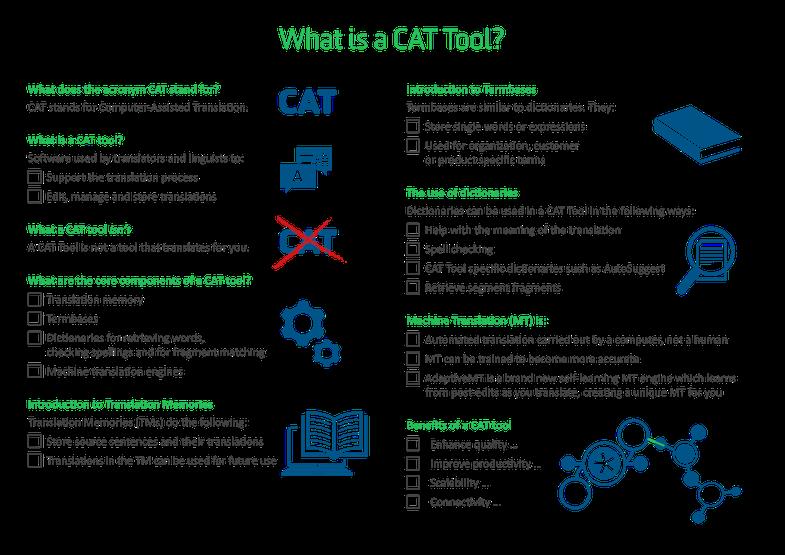 What is a CAT Tool?
What does the acronym CAT stand for?
CAT stands for Computer-Assisted Translation.
CAT
What is a CAT tool?
Software used by translators and linguists to:
Support the translation process
Edit, manage and store translations
A
What a CAT tool isn't
A CAT Tool is not a tool that translates for you.
CAT
What are the core components of a CAT tool?
Translation memory
Termbases
Dictionaries for retrieving words,
checking spellings and for fragment matching
Machine translation engines
Introduction to Translation Memories
Translation Memories (TMs) do the following:
Store source sentences and their translations
Translations in the TM can be used for future use
Introduction to Termbases
Termbases are similar to dictionaries. They:
Store single words or expressions
Used for organization, customer
or product specific terms
The use of dictionaries
Dictionaries can be used in a CAT Tool in the following ways:
Help with the meaning of the translation
Spell checking
CAT Tool specific dictionaries such as AutoSuggest
Retrieve segment fragments
Machine Translation (MT) is:
Automated translation carried out by a computer, not a human
MT can be trained to become more accurate
AdaptiveMT is a brand new self-learning MT engine which learns
from post-edits as you translate, creating a unique MT for you
Benefits of a CAT tool
Enhance quality ...
Improve productivity ...
Scalability ...
Connectivity ...